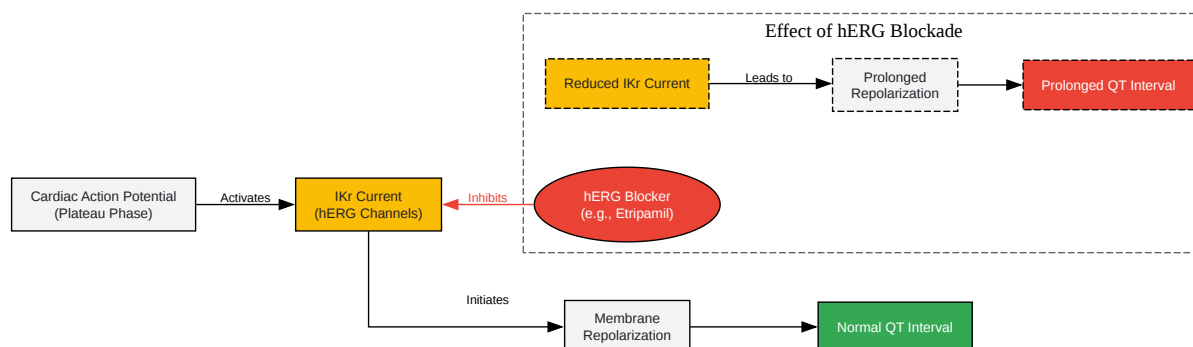 Effect of hERG Blockade
Reduced IKr Current
Leads to
Prolonged
Repolarization
Prolonged QT Interval
Cardiac Action Potential
(Plateau Phase)
Activates
IKr Current
(hERG Channels)
Inhibits
hERG Blocker
(e.g., Etripamil)
Initiates
Membrane
Repolarization
Normal QT Interval